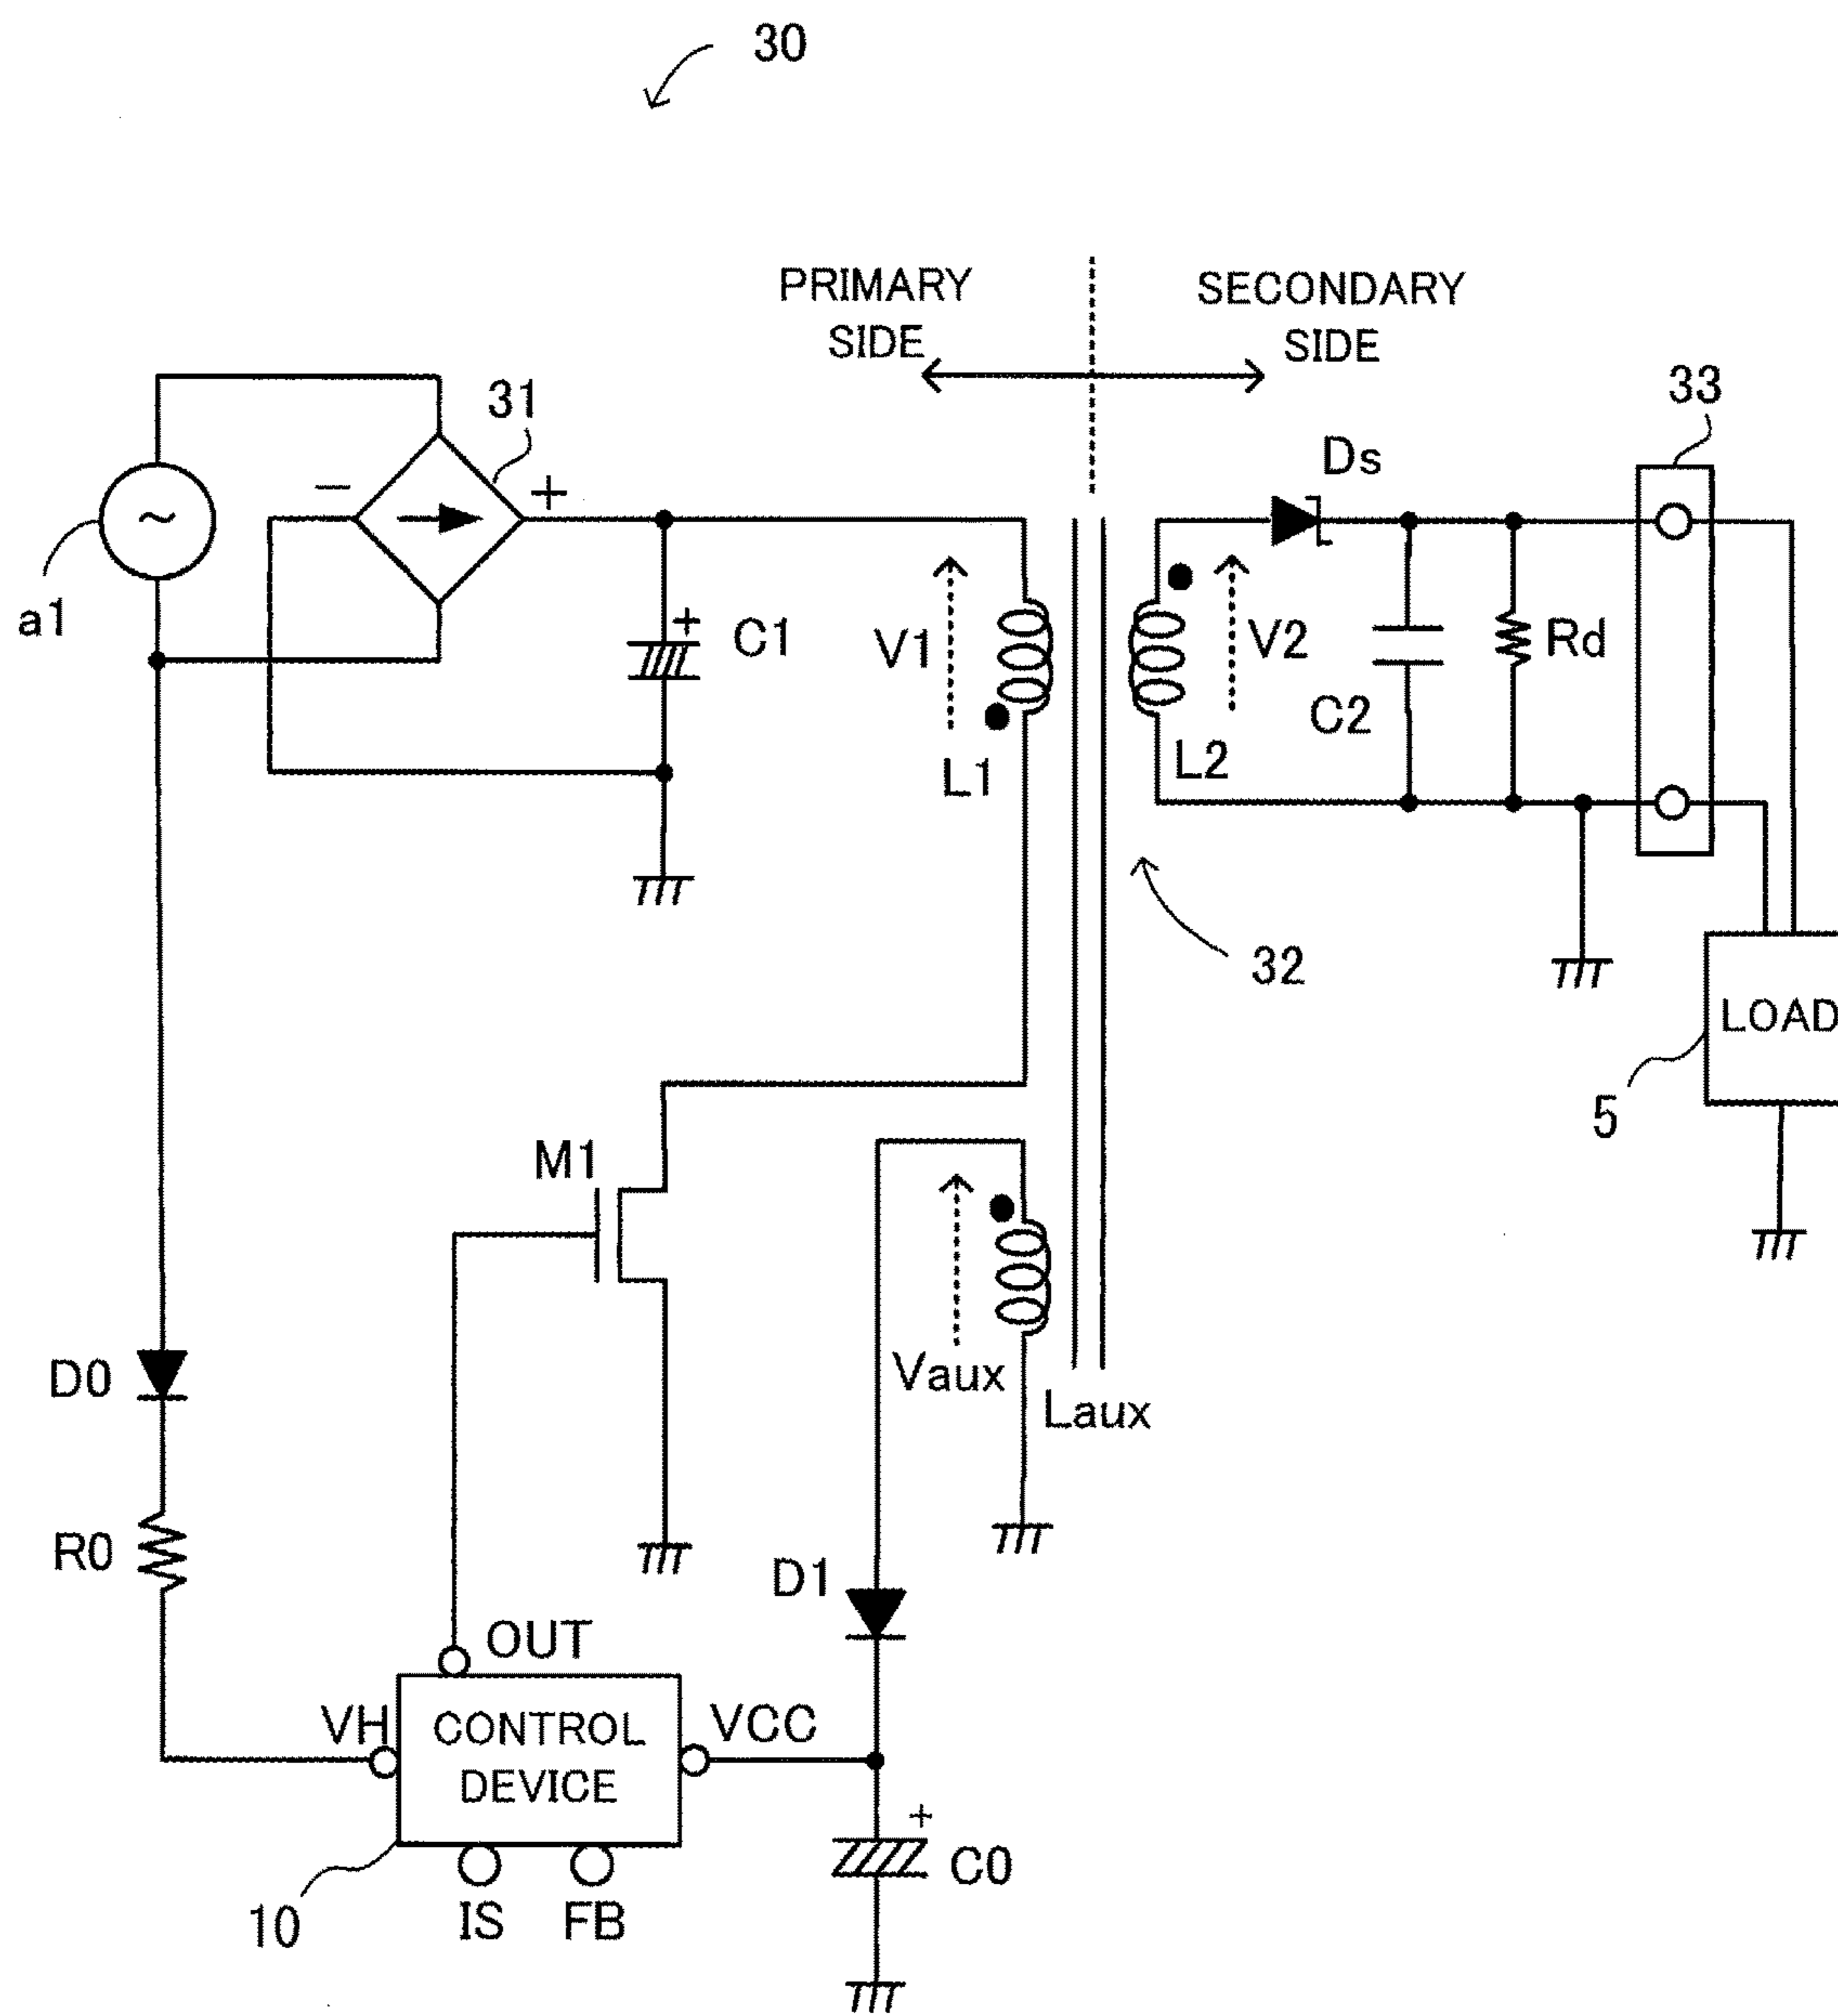 30
PRIMARY
SIDE
SECONDARY
SIDE
31
33
Ds
−
+
~
a1
+
C1
V1
L1
V2
L2
C2
Rd
32
LOAD
5
M1
Vaux
Laux
D0
R0
D1
OUT
VH
CONTROL
DEVICE
VCC
+
C0
10
IS
FB